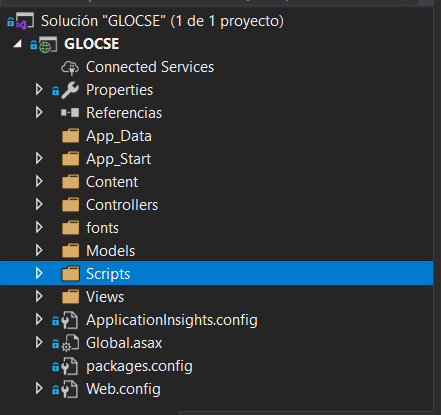 Solución "GLOCSE" (1 de 1 proyecto)
GLOCSE
Connected Services
Properties
Referencias
App_Data
App_Start
Content
Controllers
fonts
Models
Scripts
Views
ApplicationInsights.config
Global.asax
packages.config
Web.config